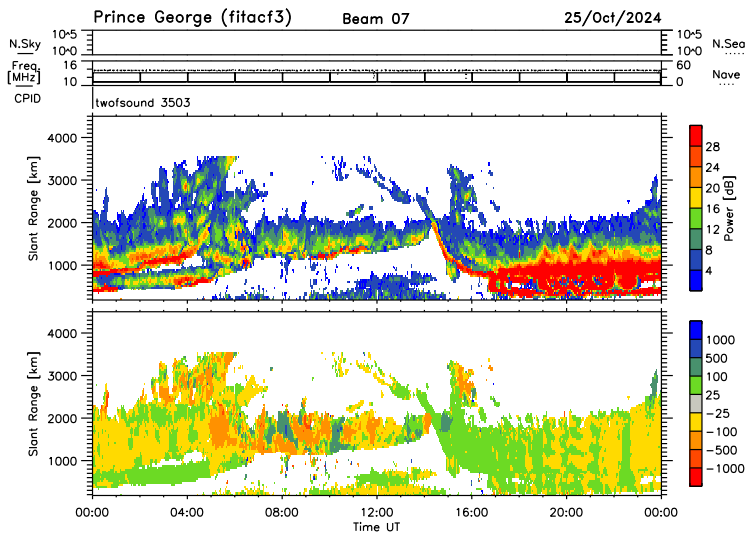 Prince George (fitacf3) Beam 07 25/Oct/2024
N.Sky 10^5 10^0 10^5 10^0 N.Sea
Freq. [MHz] 16 10 60 0 Nave
CPID twofsound 3503
Slant Range [km] 4000 3000 2000 1000
28 24 20 16 12 8 4 Power [dB]
Slant Range [km] 4000 3000 2000 1000
1000 500 100 25 -25 -100 -500 -1000
00:00 04:00 08:00 12:00 16:00 20:00 00:00
Time UT